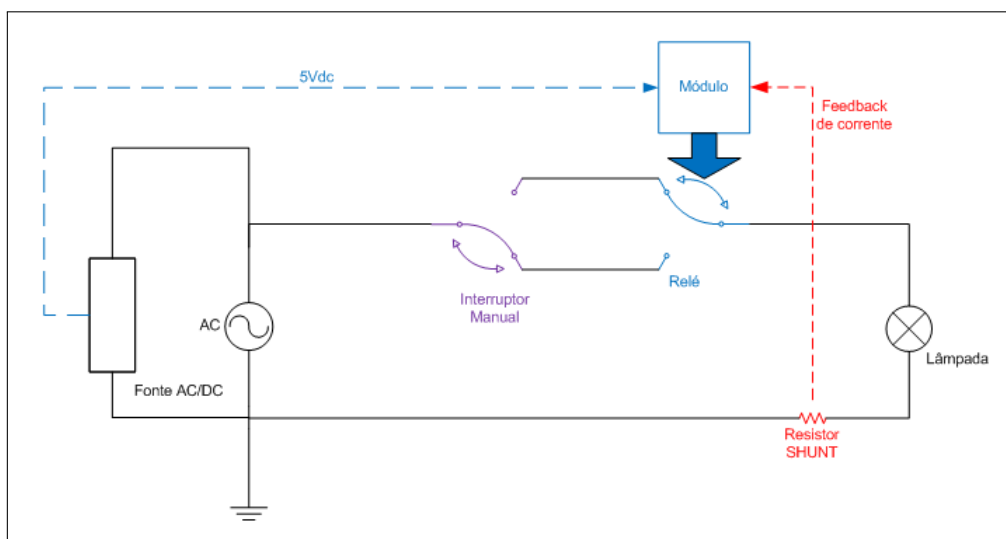 5Vdc
Módulo
Feedback
de corrente
Interruptor
Manual
Relé
AC
Fonte AC/DC
Lâmpada
Resistor
SHUNT